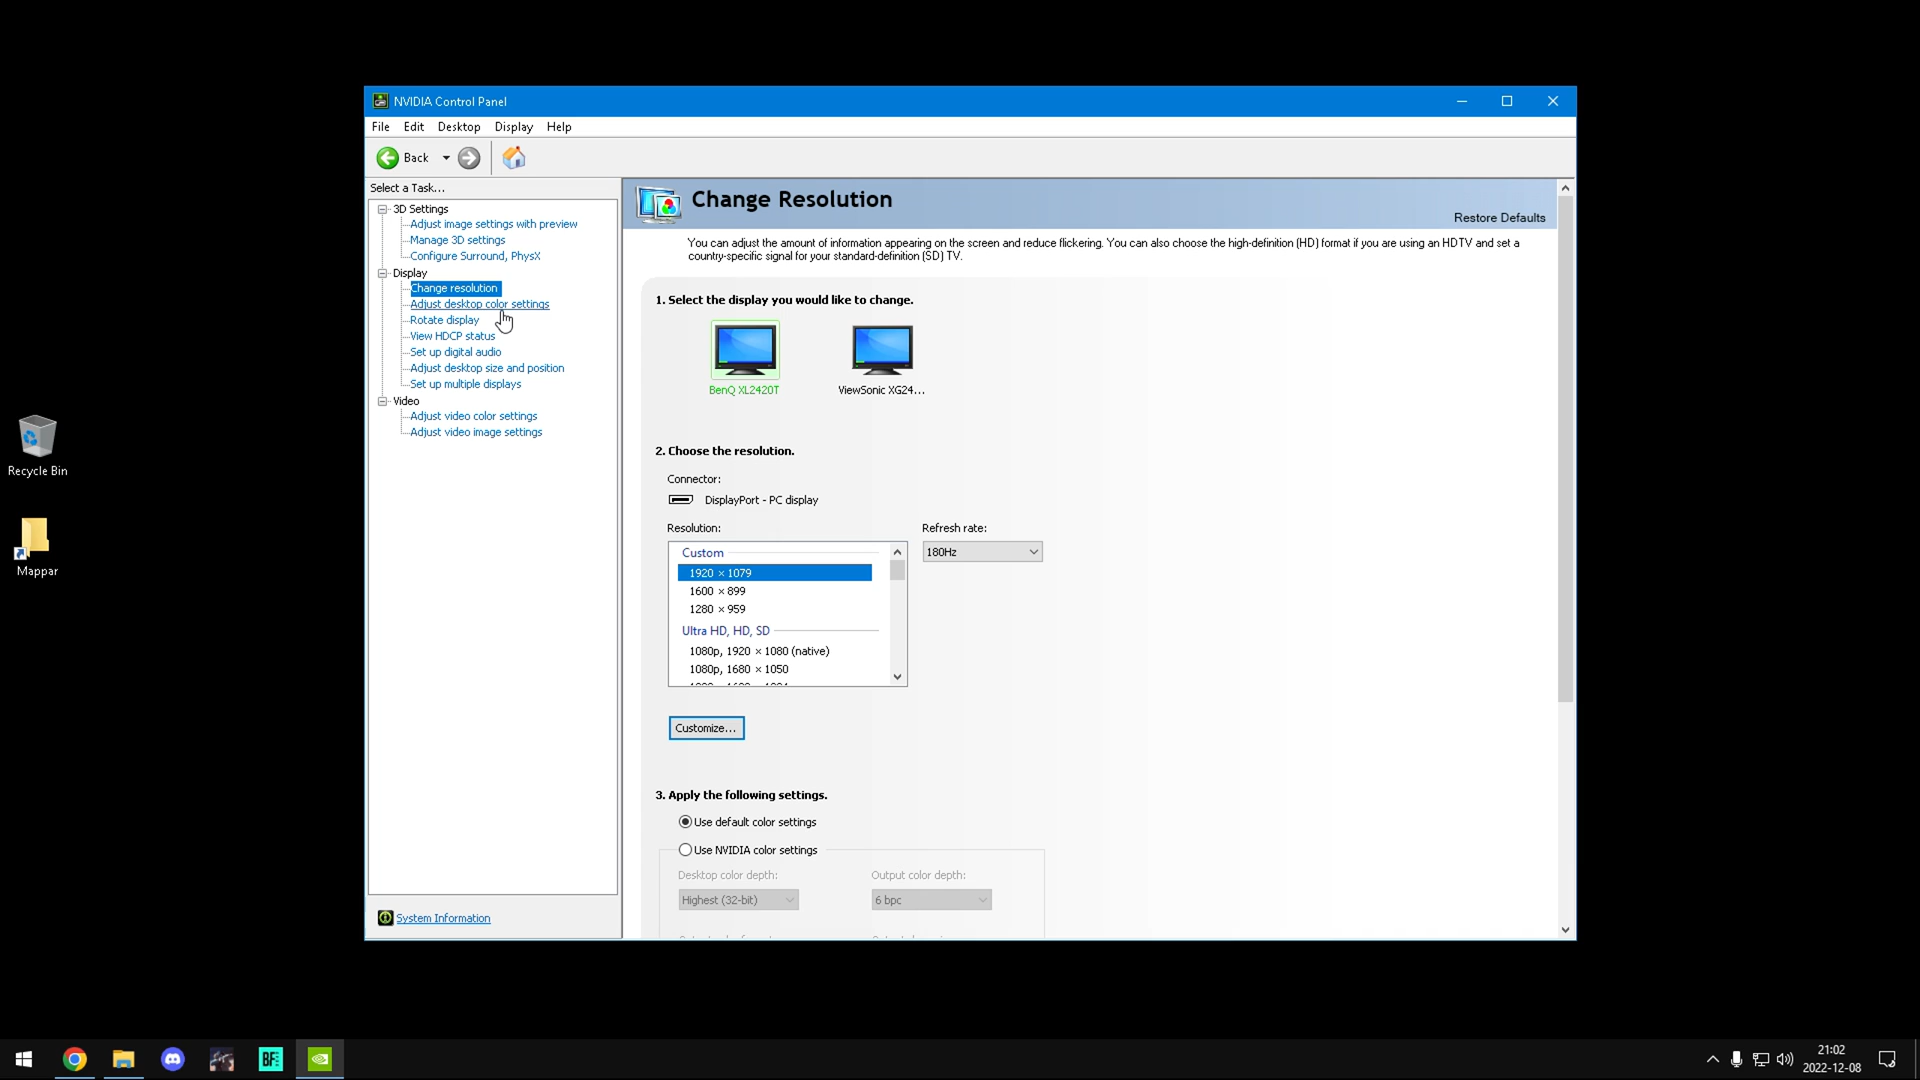 NVIDIA Control Panel
File Edit Desktop Display Help
Back
Select a Task...
3D Settings
Adjust image settings with preview
Manage 3D settings
Configure Surround, PhysX
Display
Change resolution
Adjust desktop color settings
Rotate display
View HDCP status
Set up digital audio
Adjust desktop size and position
Set up multiple displays
Video
Adjust video color settings
Adjust video image settings
System Information
Change Resolution
Restore Defaults
You can adjust the amount of information appearing on the screen and reduce flickering. You can also choose the high-definition (HD) format if you are using an HDTV and set a
country-specific signal for your standard-definition (SD) TV.
1. Select the display you would like to change.
BenQ XL2420T
ViewSonic XG24...
2. Choose the resolution.
Connector:
DisplayPort - PC display
Resolution:
Refresh rate:
Custom
1920 × 1079
1600 × 899
1280 × 959
Ultra HD, HD, SD
1080p, 1920 × 1080 (native)
1080p, 1680 × 1050
180Hz
Customize...
3. Apply the following settings.
Use default color settings
Use NVIDIA color settings
Desktop color depth:
Output color depth:
Highest (32-bit)
6 bpc
Recycle Bin
Mappar
BF
21:02
2022-12-08